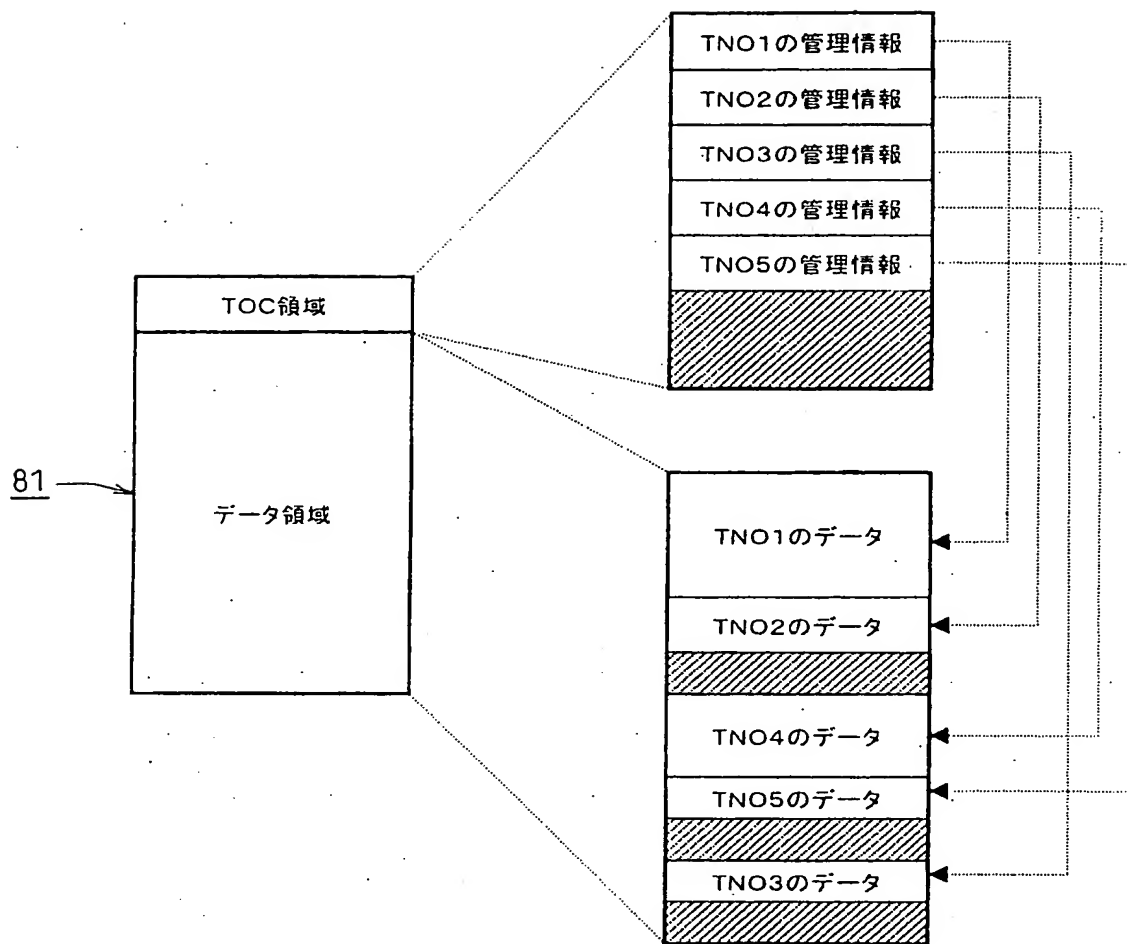 TNO1の管理情報
TNO2の管理情報
TNO3の管理情報
TNO4の管理情報
TNO5の管理情報
TOC領域
81
データ領域
TNO1のデータ
TNO2のデータ
TNO4のデータ
TNO5のデータ
TNO3のデータ